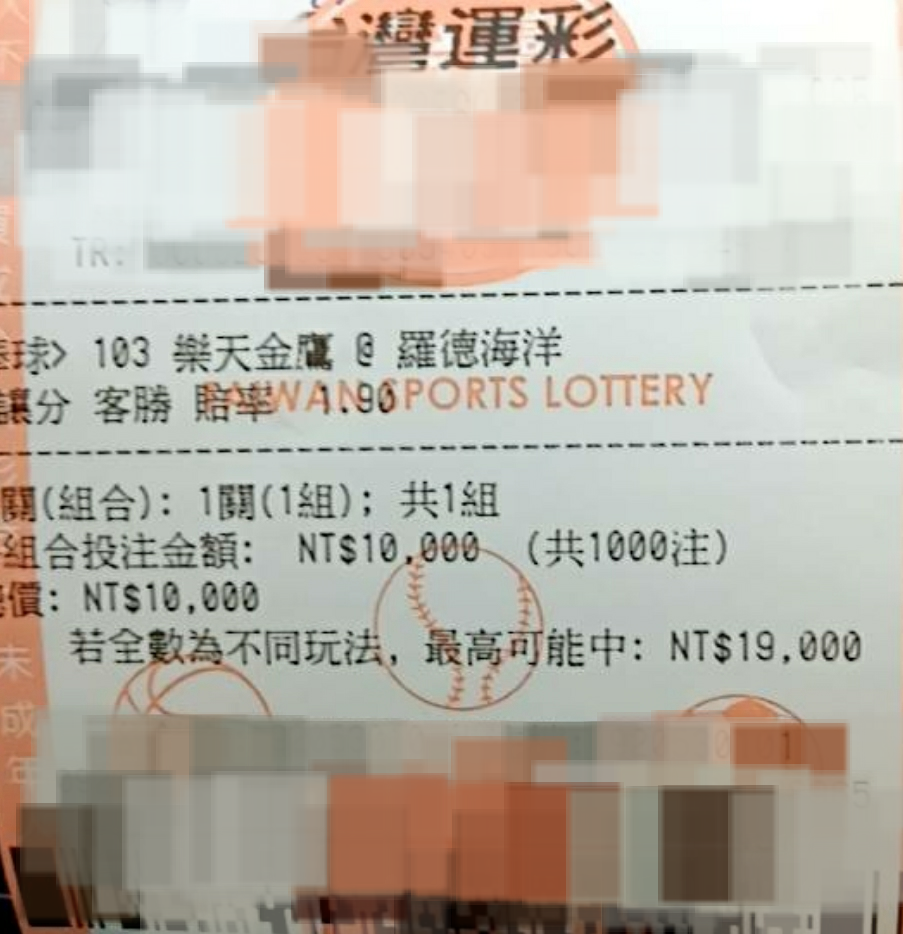 灣運彩
TR:
球> 103 樂天金鷹 @ 羅德海洋
讓分 客勝 賠率 1.90
TAIWAN SPORTS LOTTERY
關(組合): 1關(1組); 共1組
組合投注金額: NT$10,000 (共1000注)
價: NT$10,000
若全數為不同玩法, 最高可能中: NT$19,000
未成年